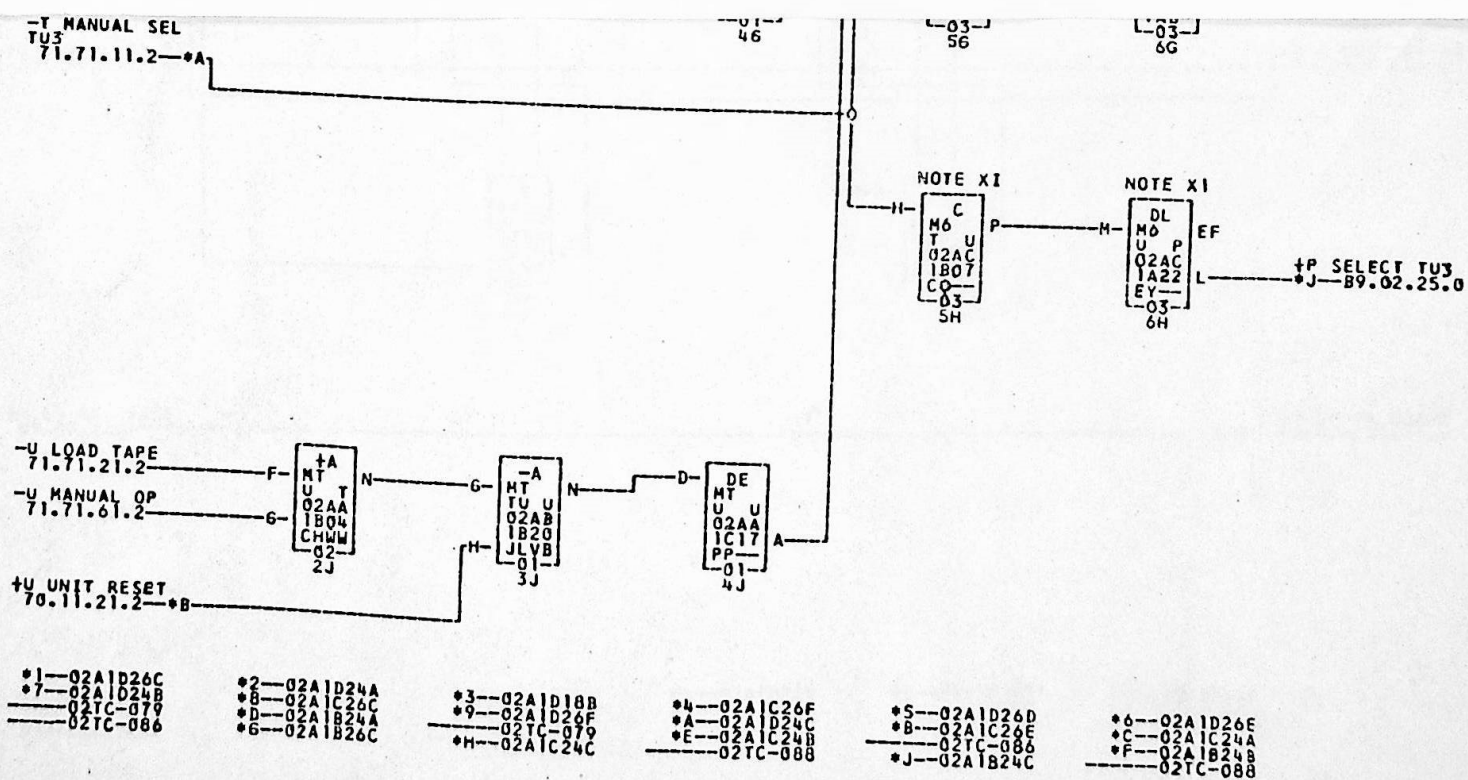 -T MANUAL SEL
TU3
71.71.11.2—*A
46
-03-
5G
-03-
6G
NOTE XI
H
C
M6
T U
02AC
1B07
CO—
03
5H
P
NOTE XI
M
DL
M6
U P
02AC
1A22
EY—
-03-
6H
EF
L
+P SELECT TU3
*J—B9.02.25.0
-U LOAD TAPE
71.71.21.2
F
-U MANUAL OP
71.71.61.2
G
+A
MT
U T
02AA
1B04
CHWW
02
2J
N
G
H
-A
MT
TU U
02AB
1B20
JLVB
-01-
3J
N
D
DE
MT
U U
02AA
1C17
PP—
-01-
4J
A
+U UNIT RESET
70.11.21.2—*B
*1—02A1D26C
*7—02A1D24B
02TC-079
02TC-086
*2—02A1D24A
*8—02A1C26C
*D—02A1B24A
*G—02A1B26C
*3—02A1D18B
*9—02A1D26F
02TC-079
*H—02A1C24C
*4—02A1C26F
*A—02A1D24C
*E—02A1C24B
02TC-088
*5—02A1D26D
*B—02A1C26E
02TC-086
*J—02A1B24C
*6—02A1D26E
*C—02A1C24A
*F—02A1B24B
02TC-088